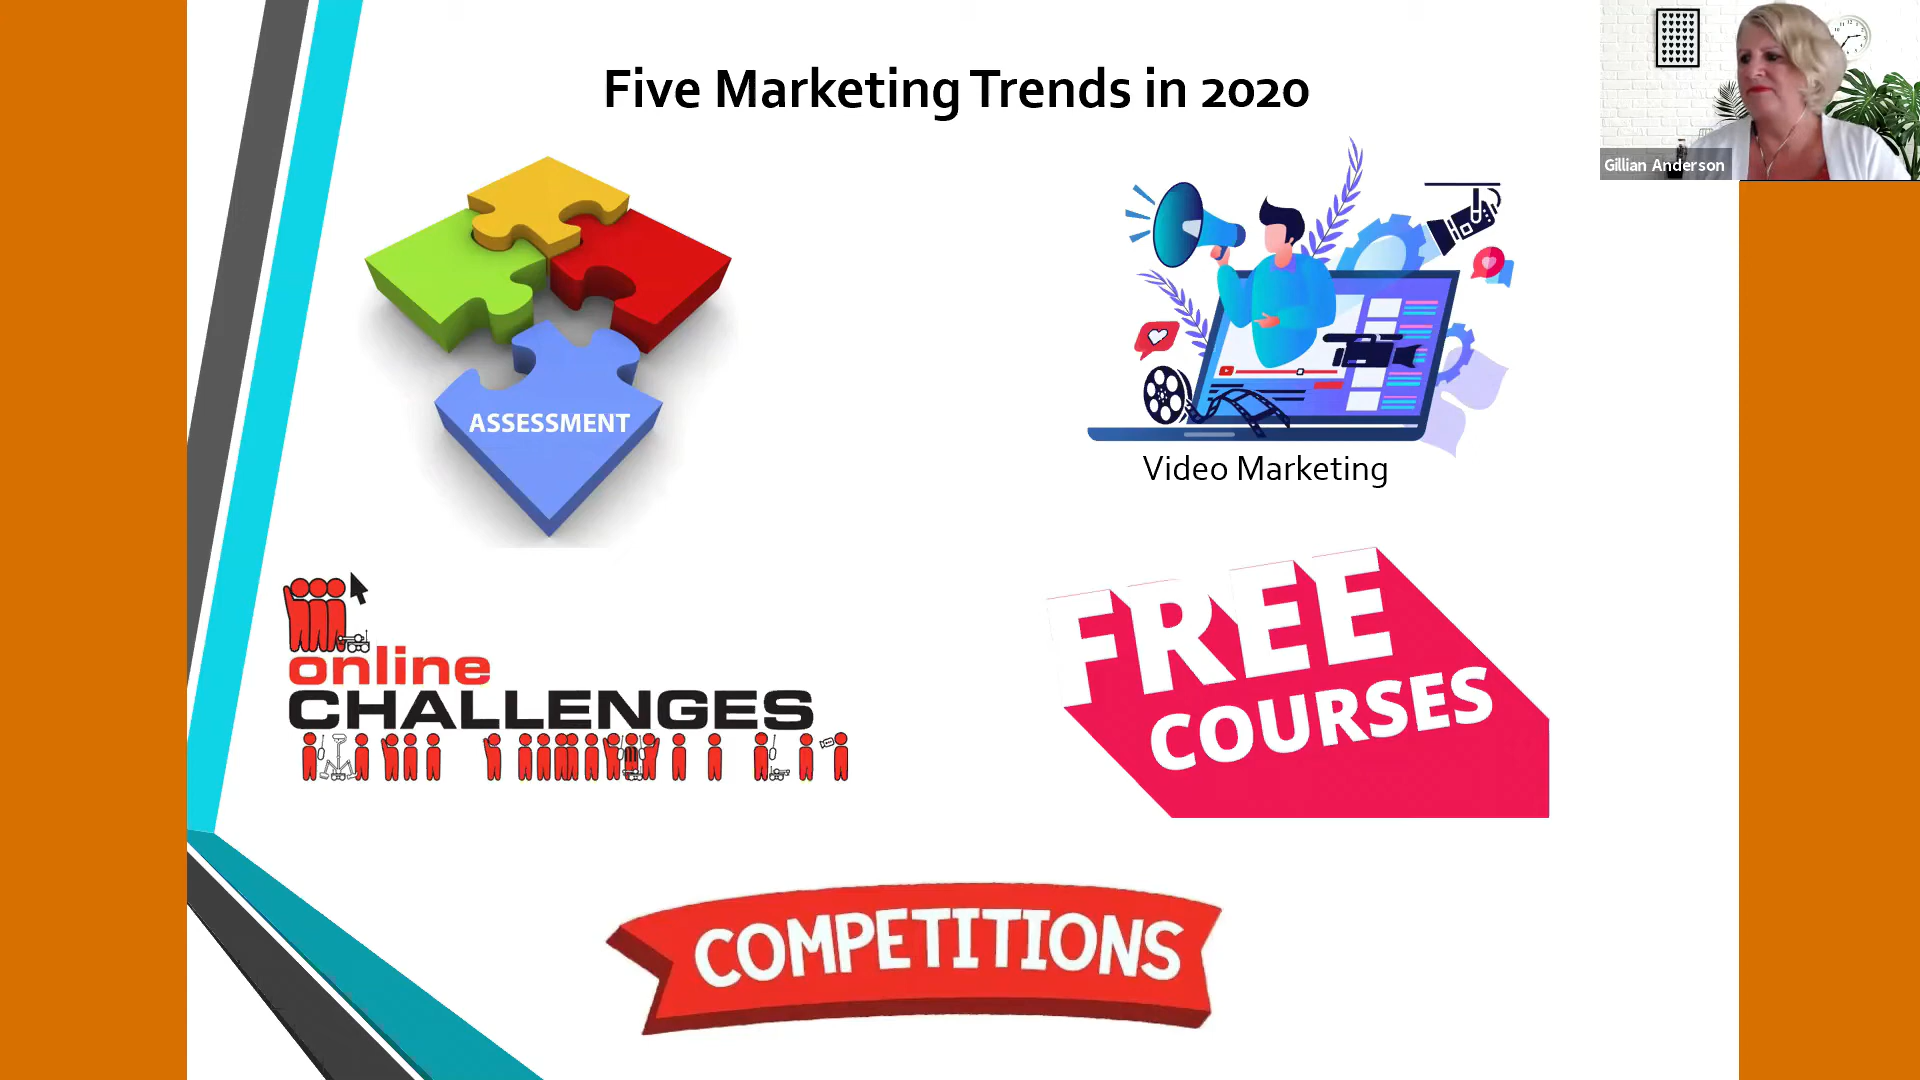 Five Marketing Trends in 2020
Gillian Anderson
ASSESSMENT
Video Marketing
online
CHALLENGES
FREE
COURSES
COMPETITIONS